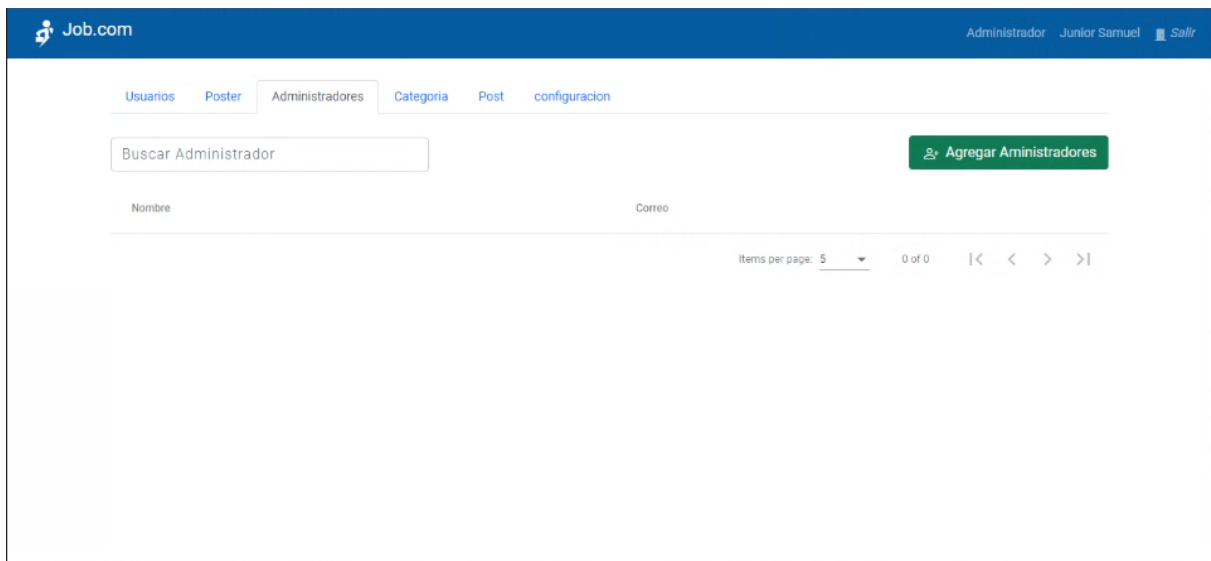 Job.com Administrador Junior Samuel Salir
Usuarios Poster Administradores Categoria Post configuracion
Buscar Administrador Agregar Aministradores
Nombre Correo
Items per page: 5 0 of 0